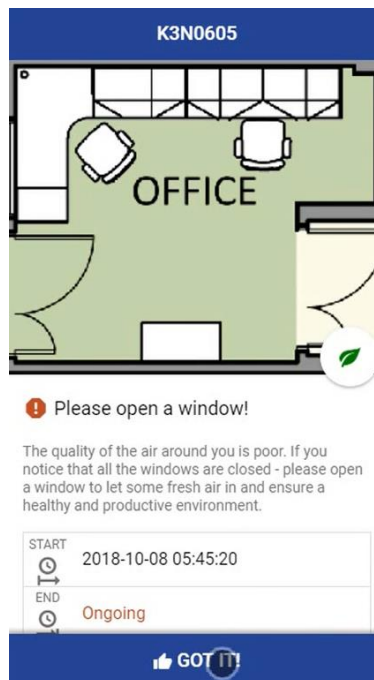 K3N0605
OFFICE
Please open a window!
The quality of the air around you is poor. If you
notice that all the windows are closed - please open
a window to let some fresh air in and ensure a
healthy and productive environment.
START
2018-10-08 05:45:20
END
Ongoing
GOT IT!